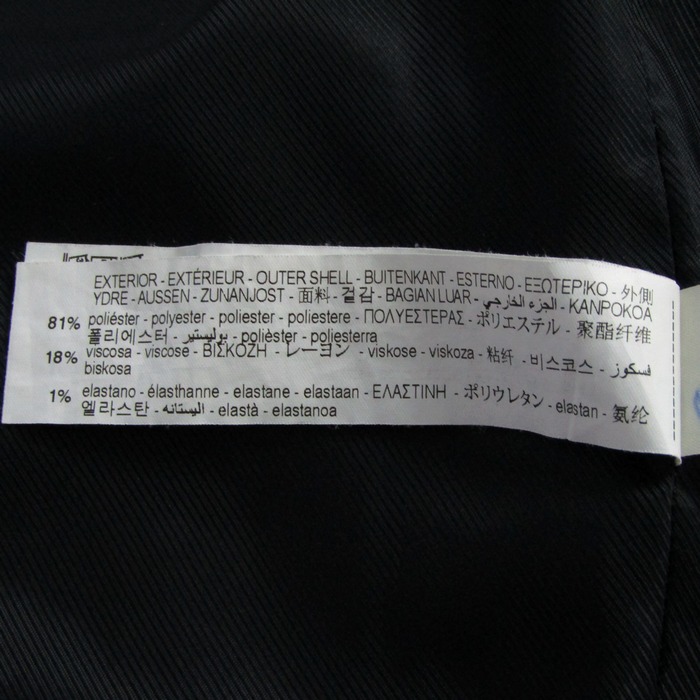 EXTERIOR - EXTÉRIEUR - OUTER SHELL - BUITENKANT - ESTERNO - ΕΞΩΤΕΡΙΚΟ - 外側
YDRE - AUSSEN - ZUNANJOST - 面料 - 겉감 - BAGIAN LUAR - الجزء الخارجي - KANPOKOA
81% poliéster - polyester - poliester - poliestere - ΠΟΛΥΕΣΤΕΡΑΣ - ポリエステル - 聚酯纤维
폴리에스터 - بوليستير - polièster - poliesterra
18% viscosa - viscose - ΒΙΣΚΟΖΗ - レーヨン - viskose - viskoza - 粘纤 - 비스코스 - فسكوز
biskosa
1% elastano - élasthanne - elastane - elastaan - ΕΛΑΣΤΙΝΗ - ポリウレタン - elastan - 氨纶
엘라스탄 - اليستانه - elastà - elastanoa